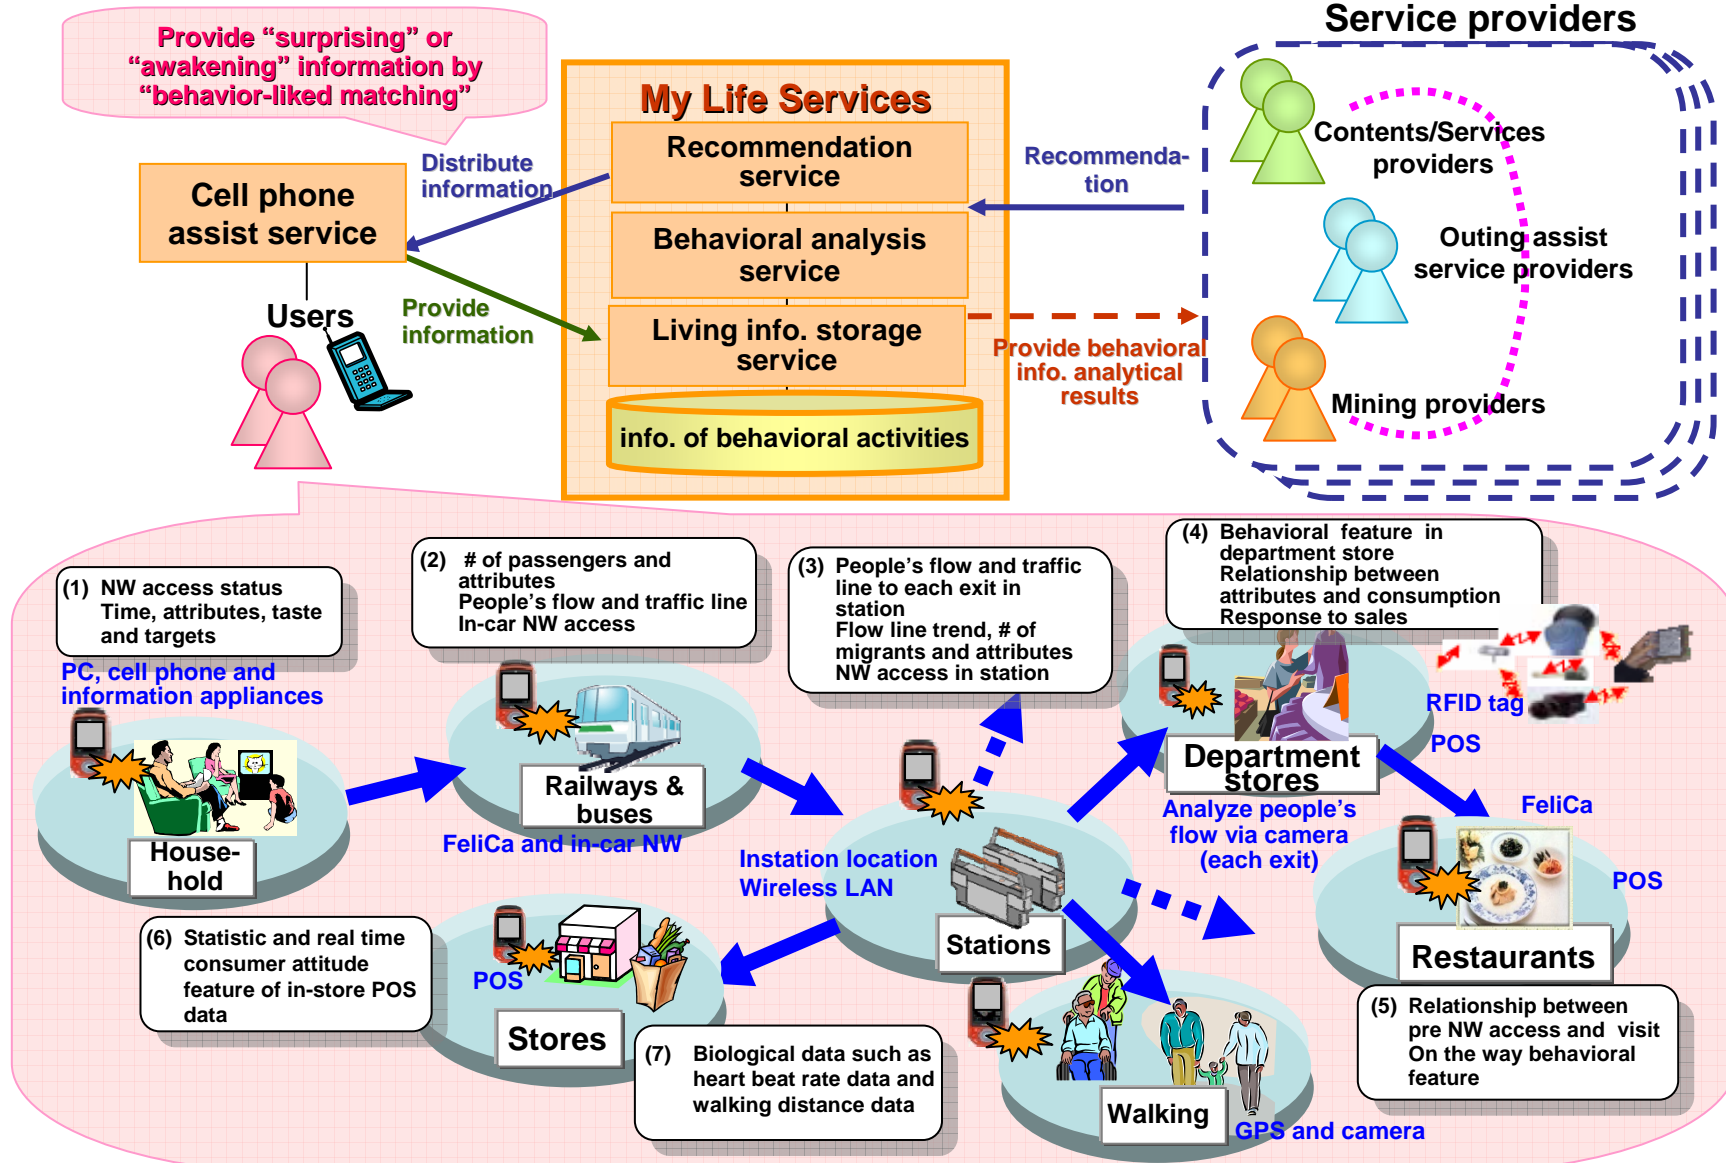 Service providers
Provide “surprising” or
“awakening” information by
“behavior-liked matching”
My Life Services
Recommendation
service
Behavioral analysis
service
Living info. storage
service
info. of behavioral activities
Distribute
information
Cell phone
assist service
Provide
information
Users
Recommenda-
tion
Provide behavioral
info. analytical
results
Contents/Services
providers
Outing assist
service providers
Mining providers
(1) NW access status
Time, attributes, taste
and targets
PC, cell phone and
information appliances
House-
hold
(2) # of passengers and
attributes
People’s flow and traffic line
In-car NW access
Railways &
buses
FeliCa and in-car NW
(3) People’s flow and traffic
line to each exit in
station
Flow line trend, # of
migrants and attributes
NW access in station
Instation location
Wireless LAN
Stations
(4) Behavioral feature in
department store
Relationship between
attributes and consumption
Response to sales
RFID tag
POS
Department
stores
Analyze people’s
flow via camera
(each exit)
FeliCa
POS
Restaurants
(5) Relationship between
pre NW access and visit
On the way behavioral
feature
(6) Statistic and real time
consumer attitude
feature of in-store POS
data
POS
Stores
(7) Biological data such as
heart beat rate data and
walking distance data
Walking
GPS and camera